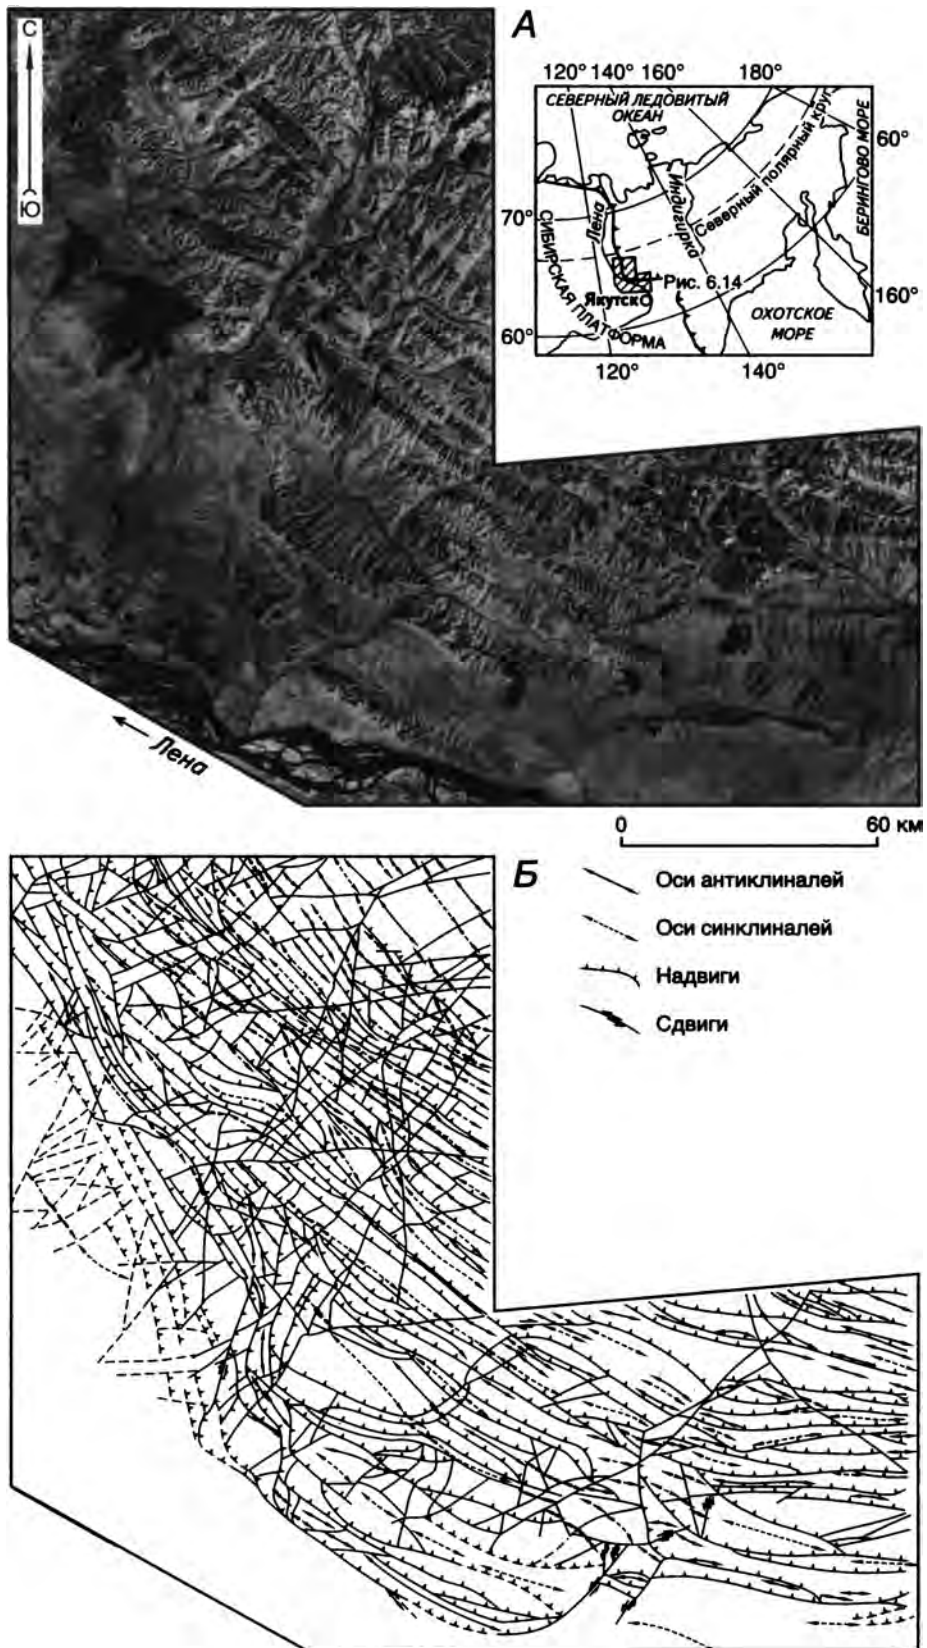 С
Ю
А
120° 140° 160° 180°
СЕВЕРНЫЙ ЛЕДОВИТЫЙ
ОКЕАН
Северный полярный круг
60°
БЕРИНГОВО МОРЕ
70°
Лена
Индигирка
СИБИРСКАЯ ПЛАТФОРМА
Рис. 6.14
Якутск
160°
ОХОТСКОЕ
МОРЕ
60°
120° 140°
Лена
0 60 км
Б
Оси антиклиналей
Оси синклиналей
Надвиги
Сдвиги